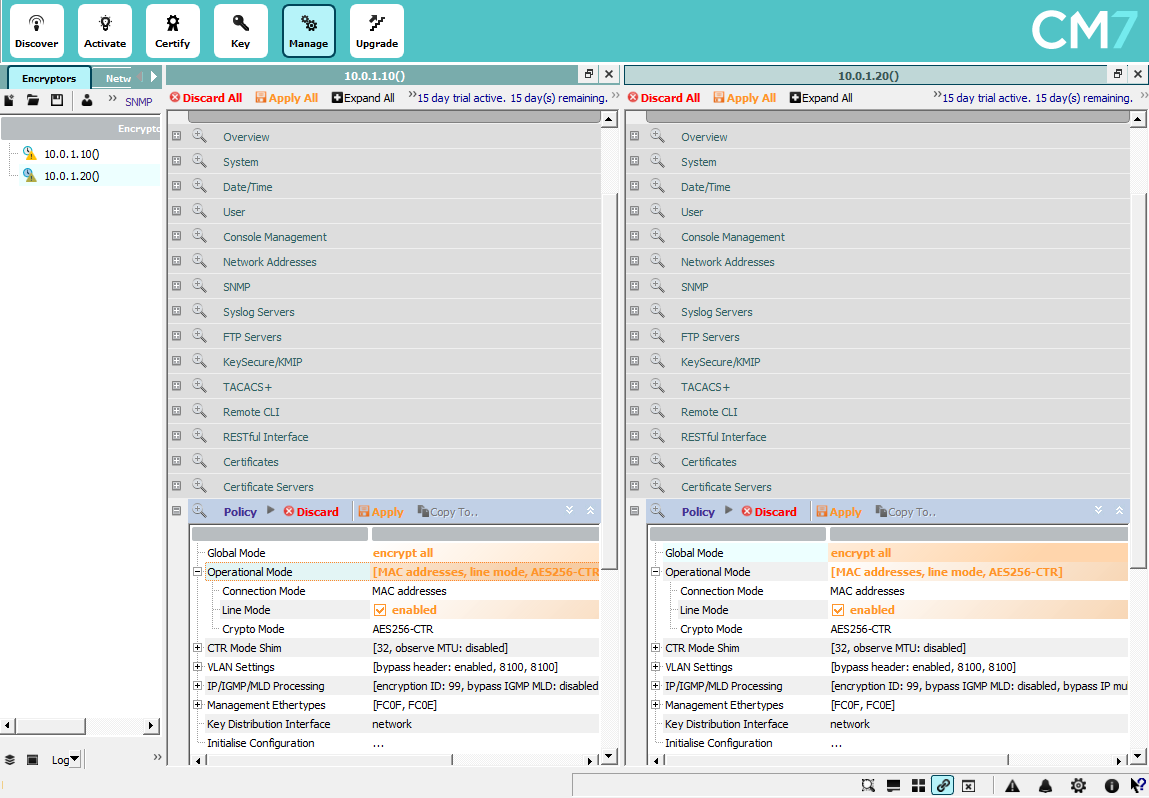 Discover Activate Certify Key Manage Upgrade
CM7
Encryptors Netw
SNMP
Encrypto
10.0.1.10()
10.0.1.20()
Log
10.0.1.10()
Discard All Apply All Expand All 15 day trial active. 15 day(s) remaining.
Overview
System
Date/Time
User
Console Management
Network Addresses
SNMP
Syslog Servers
FTP Servers
KeySecure/KMIP
TACACS+
Remote CLI
RESTful Interface
Certificates
Certificate Servers
Policy Discard Apply Copy To..
Global Mode encrypt all
Operational Mode [MAC addresses, line mode, AES256-CTR
Connection Mode MAC addresses
Line Mode enabled
Crypto Mode AES256-CTR
CTR Mode Shim [32, observe MTU: disabled]
VLAN Settings [bypass header: enabled, 8100, 8100]
IP/IGMP/MLD Processing [encryption ID: 99, bypass IGMP MLD: disabled
Management Ethertypes [FC0F, FC0E]
Key Distribution Interface network
Initialise Configuration ...
10.0.1.20()
Discard All Apply All Expand All 15 day trial active. 15 day(s) remaining.
Overview
System
Date/Time
User
Console Management
Network Addresses
SNMP
Syslog Servers
FTP Servers
KeySecure/KMIP
TACACS+
Remote CLI
RESTful Interface
Certificates
Certificate Servers
Policy Discard Apply Copy To..
Global Mode encrypt all
Operational Mode [MAC addresses, line mode, AES256-CTR]
Connection Mode MAC addresses
Line Mode enabled
Crypto Mode AES256-CTR
CTR Mode Shim [32, observe MTU: disabled]
VLAN Settings [bypass header: enabled, 8100, 8100]
IP/IGMP/MLD Processing [encryption ID: 99, bypass IGMP MLD: disabled, bypass IP mu
Management Ethertypes [FC0F, FC0E]
Key Distribution Interface network
Initialise Configuration ...